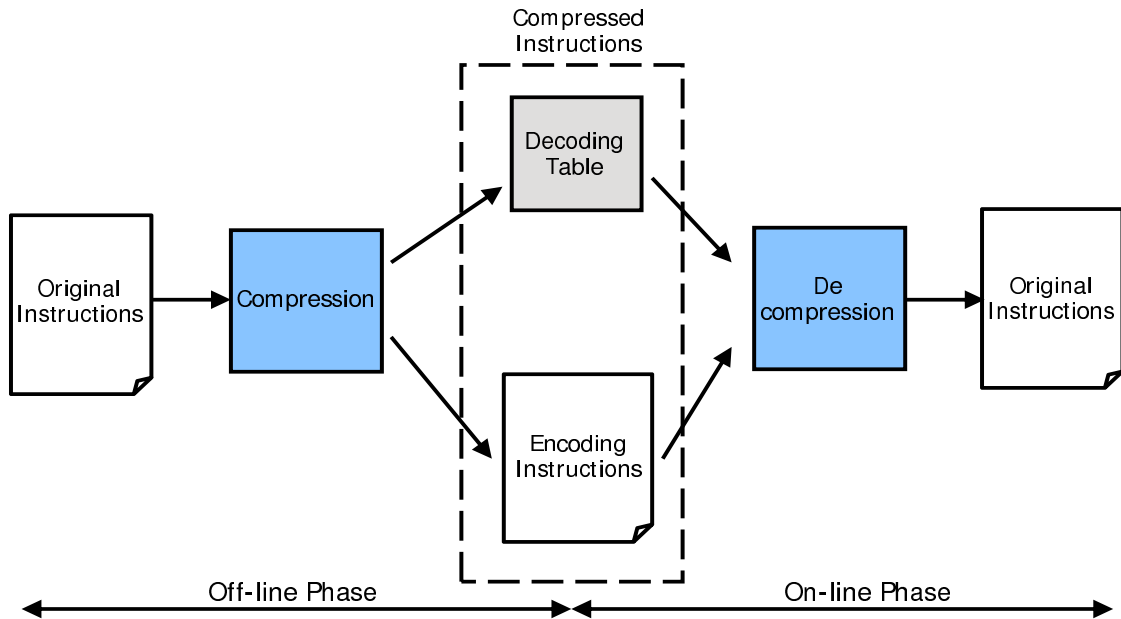 Compressed
Instructions
Decoding
Table
Original
Instructions
Compression
De
compression
Original
Instructions
Encoding
Instructions
Off-line Phase
On-line Phase